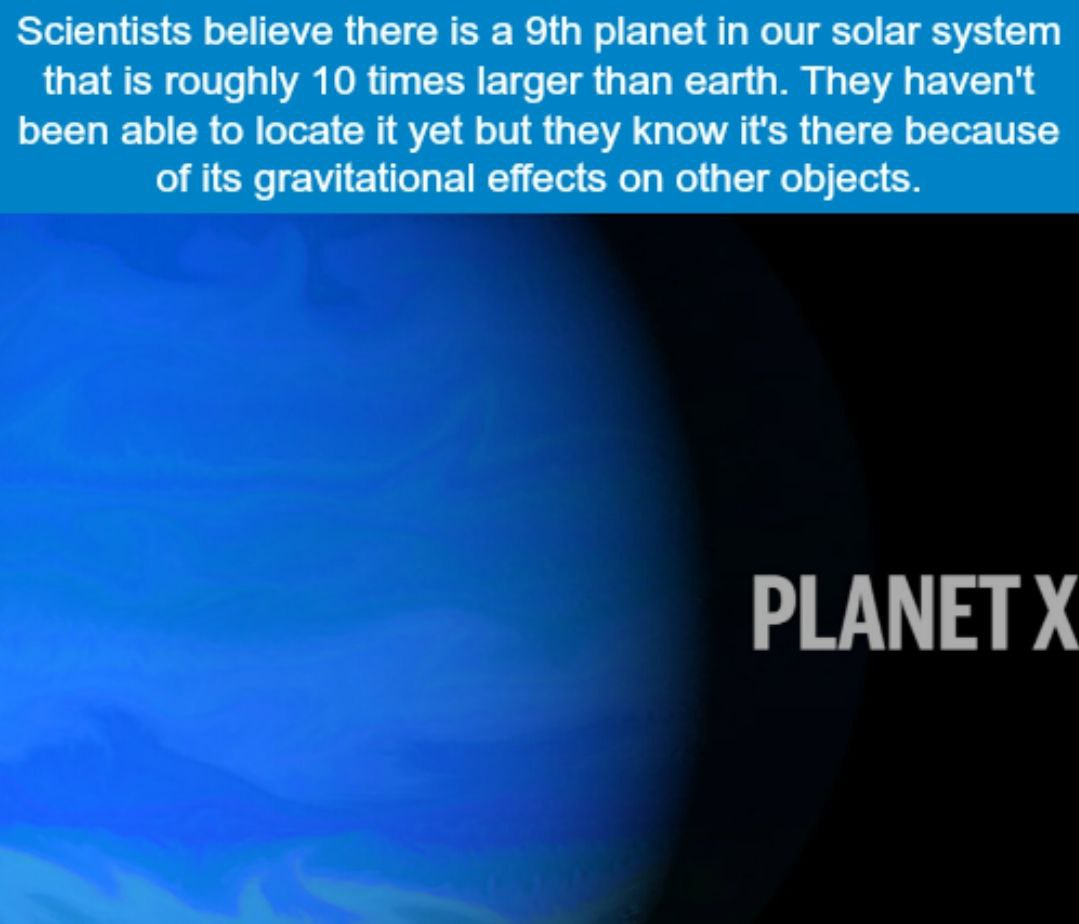 Scientists believe there is a 9th planet in our solar system
that is roughly 10 times larger than earth. They haven't
been able to locate it yet but they know it's there because
of its gravitational effects on other objects.
PLANET X